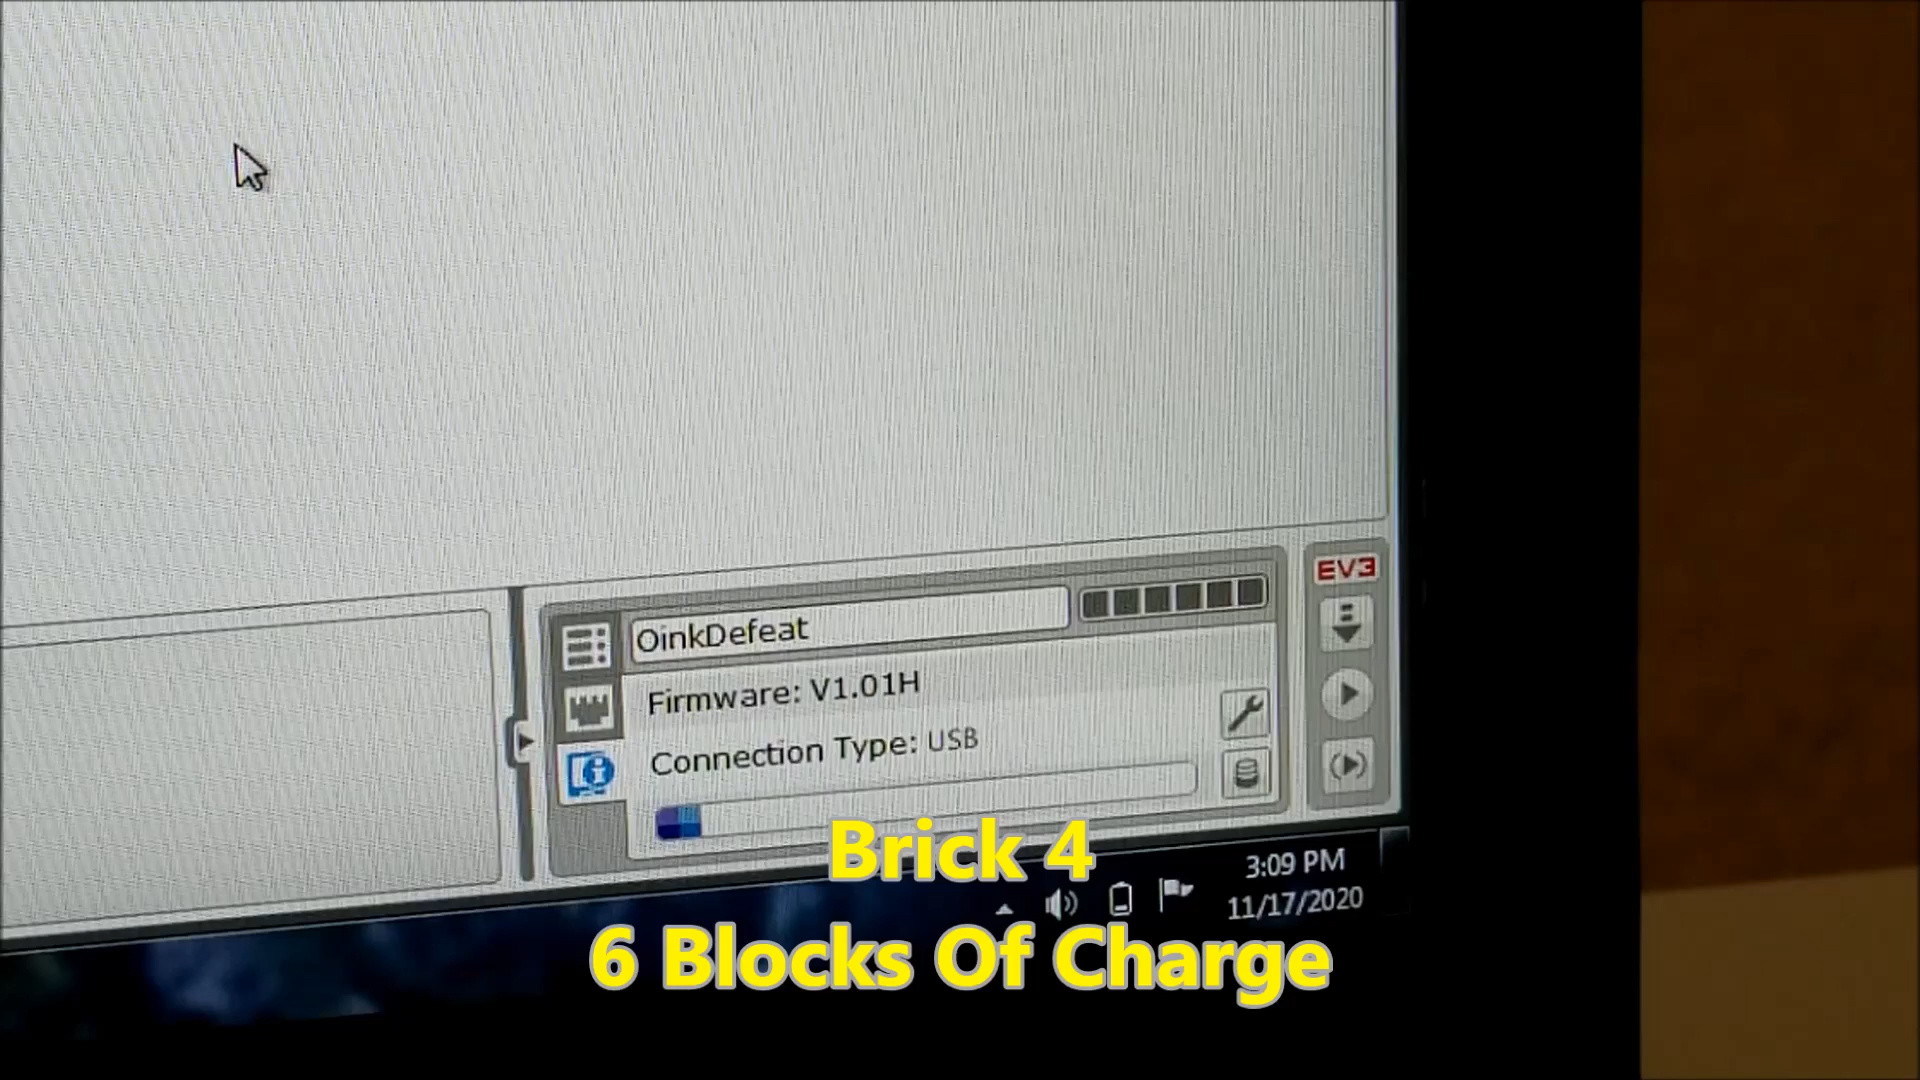 EV3
OinkDefeat
Firmware: V1.01H
Connection Type: USB
3:09 PM
11/17/2020
Brick 4
6 Blocks Of Charge